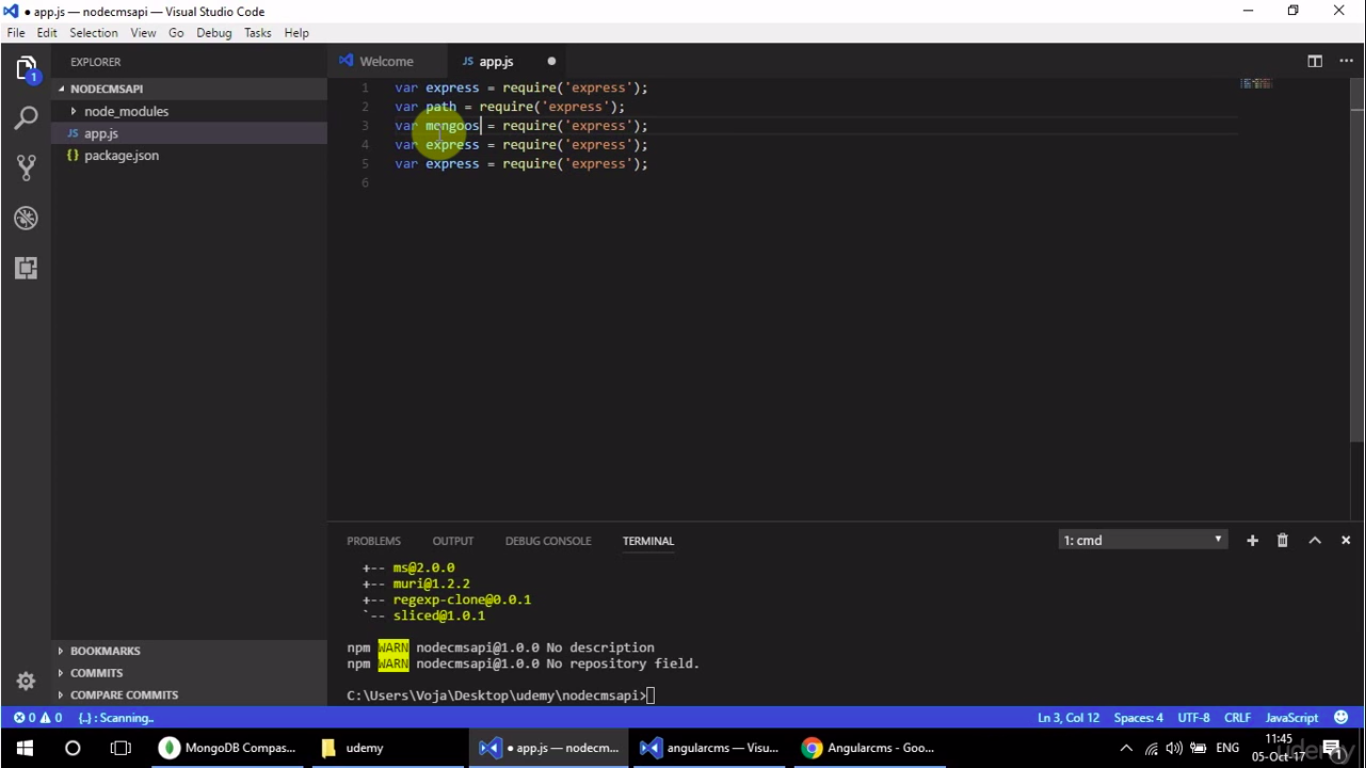 ● app.js — nodecmsapi — Visual Studio Code
File Edit Selection View Go Debug Tasks Help
1
EXPLORER
NODECMSAPI
node_modules
JS app.js
{} package.json
BOOKMARKS
COMMITS
COMPARE COMMITS
Welcome
JS app.js ●
1 var express = require('express');
2 var path = require('express');
3 var mongoos = require('express');
4 var express = require('express');
5 var express = require('express');
6
PROBLEMS OUTPUT DEBUG CONSOLE TERMINAL 1: cmd
+-- ms@2.0.0
+-- muri@1.2.2
+-- regexp-clone@0.0.1
`-- sliced@1.0.1
npm WARN nodecmsapi@1.0.0 No description
npm WARN nodecmsapi@1.0.0 No repository field.
C:\Users\Voja\Desktop\udemy\nodecmsapi>
0 0 {..} : Scanning.. Ln 3, Col 12 Spaces: 4 UTF-8 CRLF JavaScript
MongoDB Compas... udemy ● app.js — nodecm... angularcms — Visu... Angularcms - Goo... ENG
11:45
05-Oct-17
udemy
1